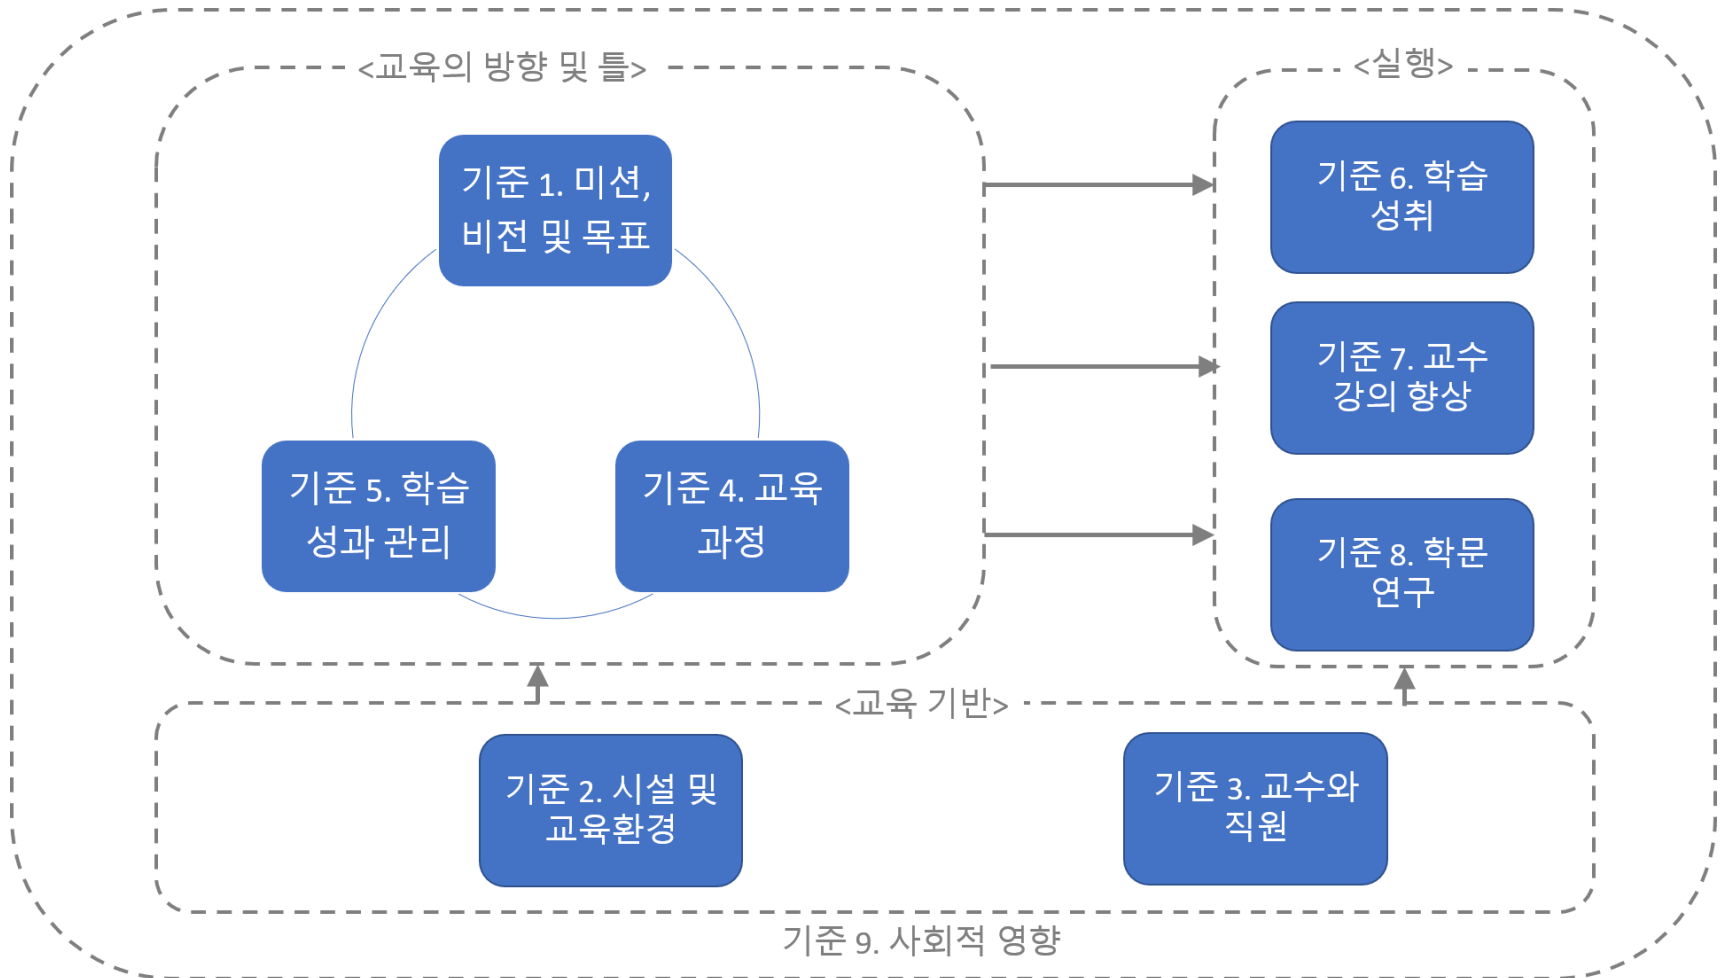 <교육의 방향 및 틀>
기준 1. 미션,
비전 및 목표
기준 5. 학습
성과 관리
기준 4. 교육
과정
<실행>
기준 6. 학습
성취
기준 7. 교수
강의 향상
기준 8. 학문
연구
<교육 기반>
기준 2. 시설 및
교육환경
기준 3. 교수와
직원
기준 9. 사회적 영향